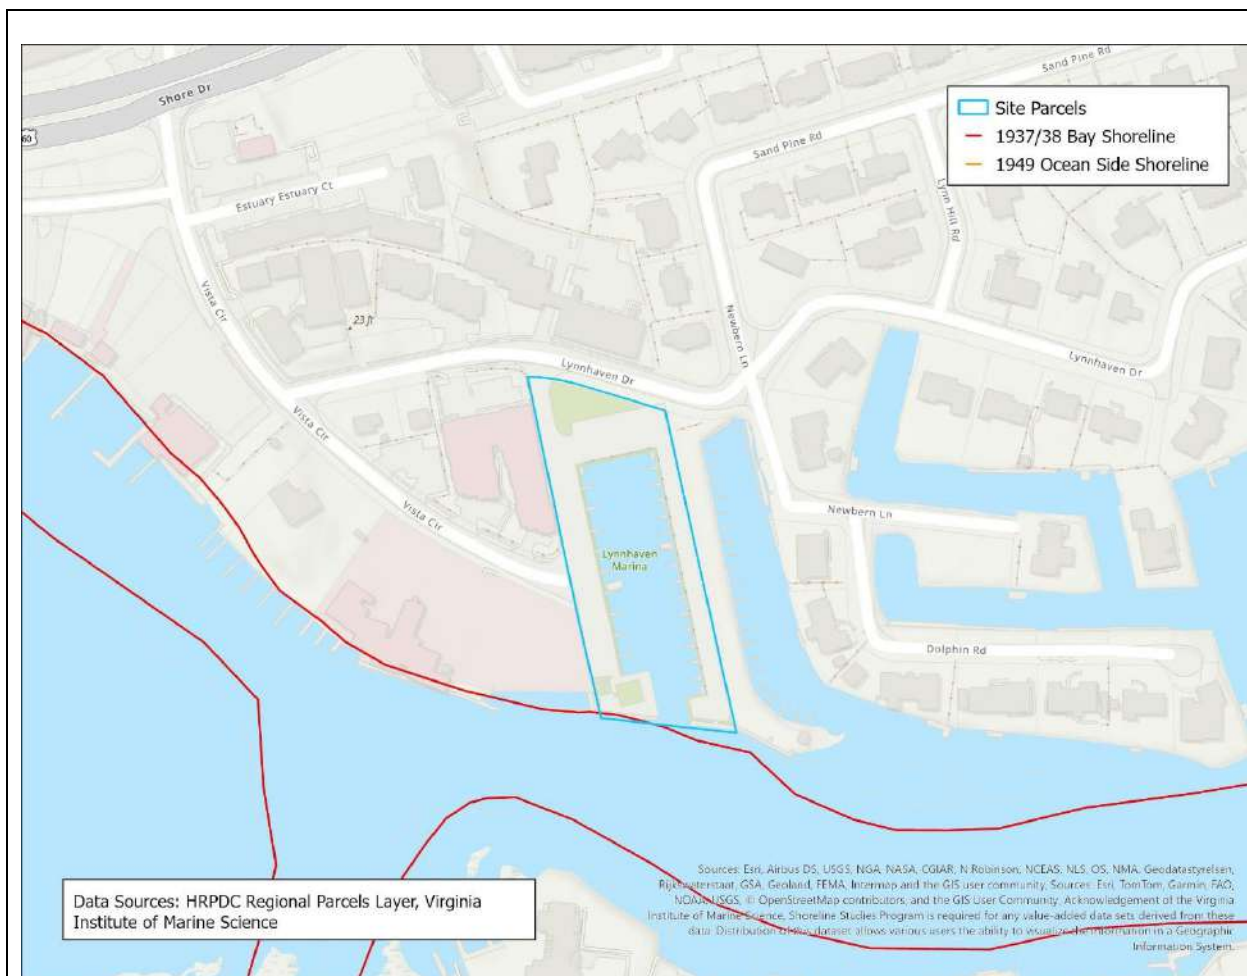 Shore Dr
60
Sand Pine Rd
Site Parcels
1937/38 Bay Shoreline
1949 Ocean Side Shoreline
Sand Pine Rd
Estuary Estuary Ct
Lynn Hill Rd
Vista Cir
23 ft
Newbern Ln
Lynnhaven Dr
Lynnhaven Dr
Vista Cir
Vista Cir
Newbern Ln
Lynnhaven
Marina
Dolphin Rd
Data Sources: HRPDC Regional Parcels Layer, Virginia
Institute of Marine Science
Sources: Esri, Airbus DS, USGS, NGA, NASA, CGIAR, N Robinson, NCEAS, NLS, OS, NMA, Geodatastyrelsen,
Rijkswaterstaat, GSA, Geoland, FEMA, Intermap and the GIS user community, Sources: Esri, TomTom, Garmin, FAO,
NOAA, USGS, © OpenStreetMap contributors, and the GIS User Community, Acknowledgement of the Virginia
Institute of Marine Science, Shoreline Studies Program is required for any value-added data sets derived from these
data. Distribution of this dataset allows various users the ability to visualize the information in a Geographic
Information System.